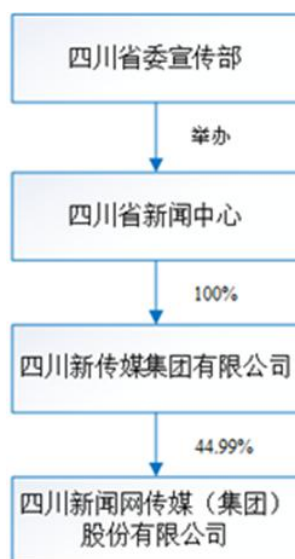 四川省委宣传部
举办
四川省新闻中心
100%
四川新传媒集团有限公司
44.99%
四川新闻网传媒（集团）
股份有限公司